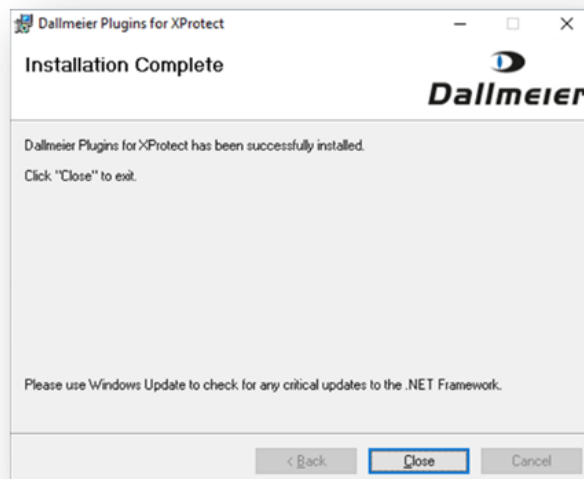 Dallmeier Plugins for XProtect
Installation Complete
Dallmeier
Dallmeier Plugins for XProtect has been successfully installed.
Click "Close" to exit.
Please use Windows Update to check for any critical updates to the .NET Framework.
< Back
Close
Cancel